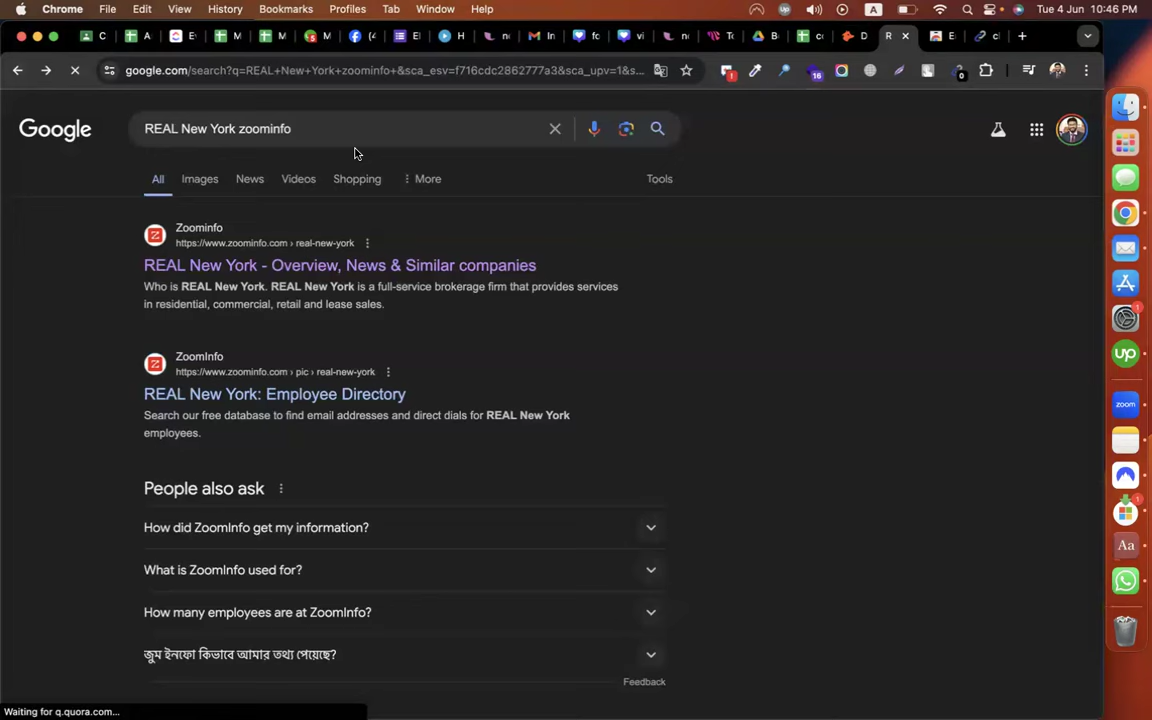 Chrome File Edit View History Bookmarks Profiles Tab Window Help A Tue 4 Jun 10:46 PM
google.com/search?q=REAL+New+York+zoominfo+&sca_esv=f716cdc2862777a3&sca_upv=1&s...
16
0
Google
REAL New York zoominfo
All Images News Videos Shopping More Tools
Zoominfo
https://www.zoominfo.com › real-new-york
REAL New York - Overview, News & Similar companies
Who is REAL New York. REAL New York is a full-service brokerage firm that provides services
in residential, commercial, retail and lease sales.
ZoomInfo
https://www.zoominfo.com › pic › real-new-york
REAL New York: Employee Directory
Search our free database to find email addresses and direct dials for REAL New York
employees.
People also ask
How did ZoomInfo get my information?
What is ZoomInfo used for?
How many employees are at ZoomInfo?
জুম ইনফো কিভাবে আমার তথ্য পেয়েছে?
Feedback
Waiting for q.quora.com...
up
zoom
Aa